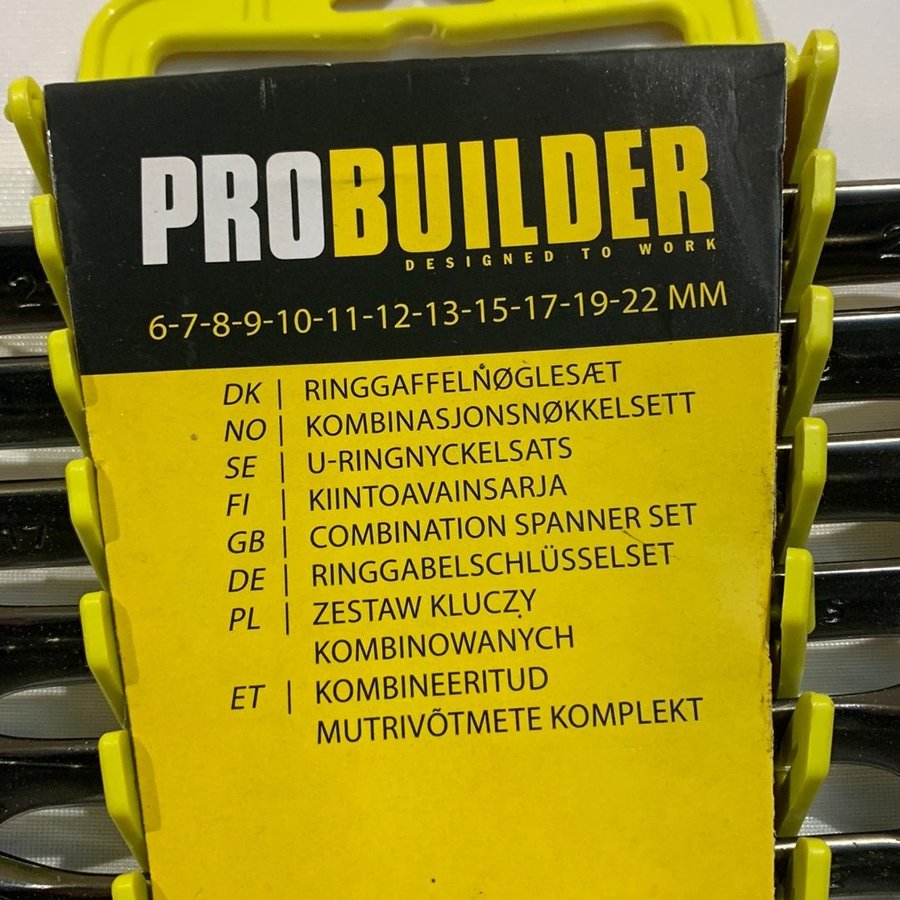 PROBUILDER
DESIGNED TO WORK
6-7-8-9-10-11-12-13-15-17-19-22 MM
DK | RINGGAFFELNØGLESÆT
NO | KOMBINASJONSNØKKELSETT
SE | U-RINGNYCKELSATS
FI | KIINTOAVAINSARJA
GB | COMBINATION SPANNER SET
DE | RINGGABELSCHLÜSSELSET
PL | ZESTAW KLUCZY
KOMBINOWANYCH
ET | KOMBINEERITUD
MUTRIVÕTMETE KOMPLEKT